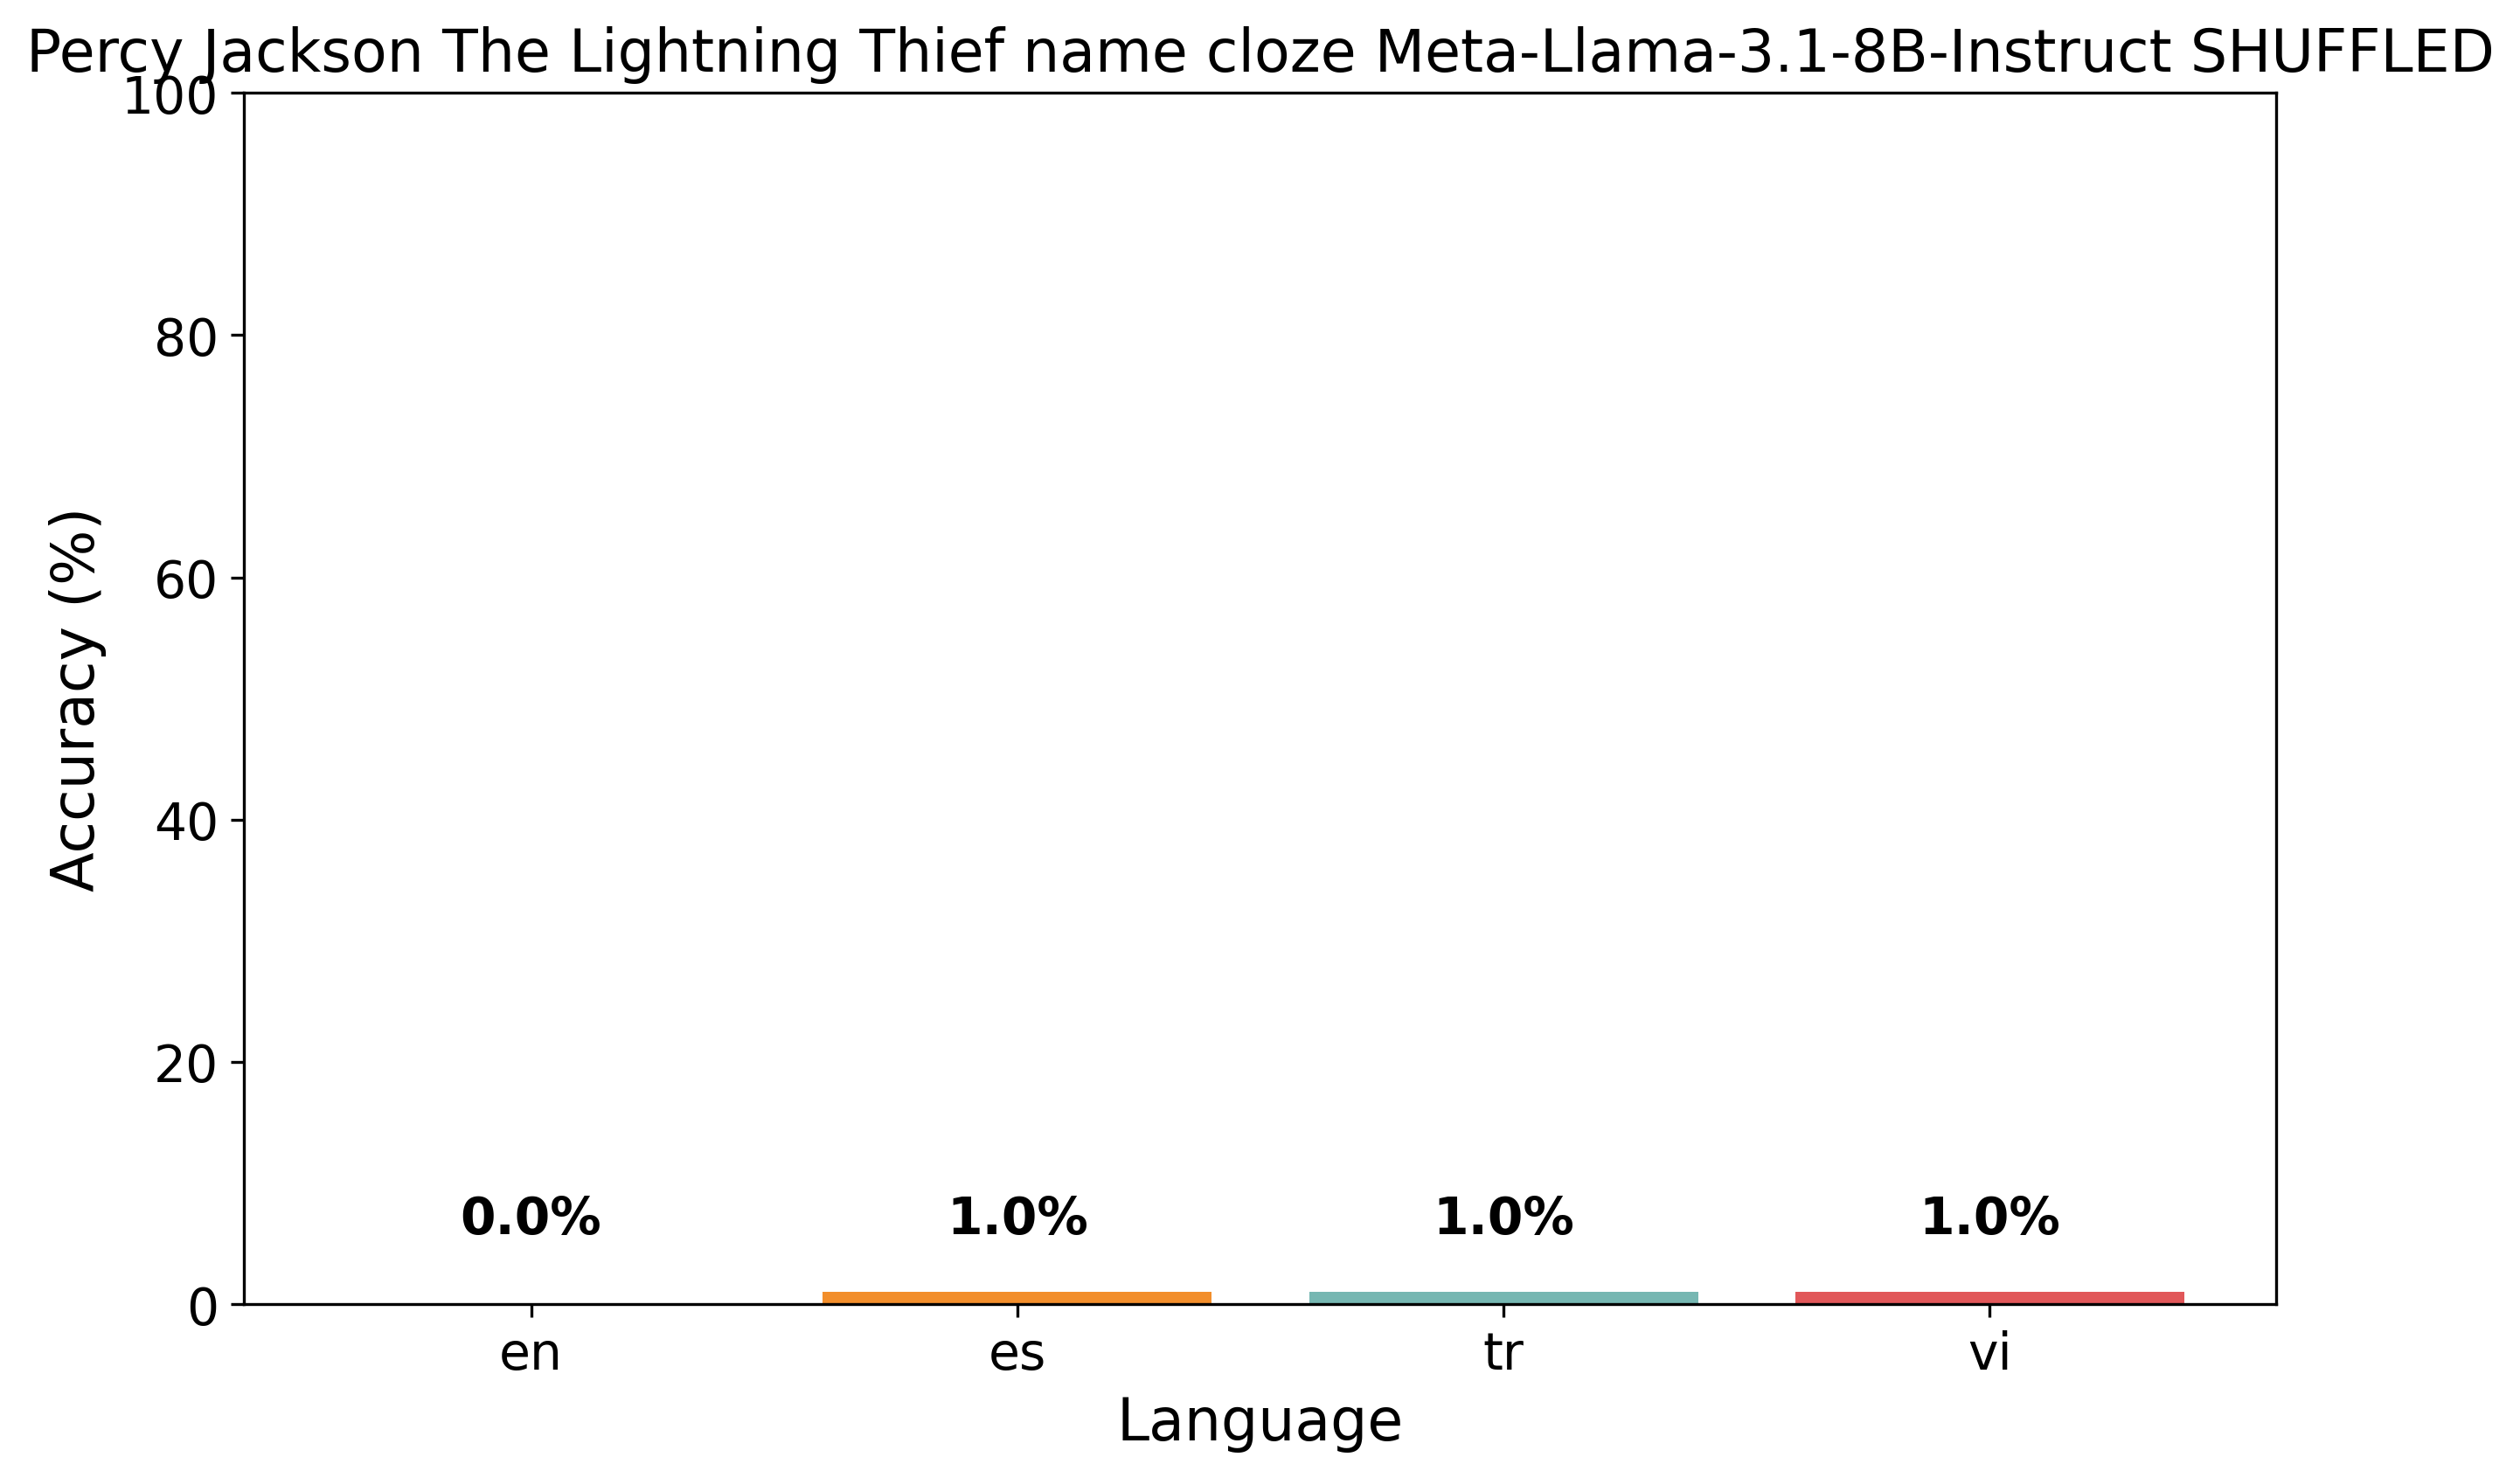 Percy Jackson The Lightning Thief name cloze Meta-Llama-3.1-8B-Instruct SHUFFLED
100
80
60
40
20
0
Accuracy (%)
0.0%
1.0%
1.0%
1.0%
en
es
tr
vi
Language